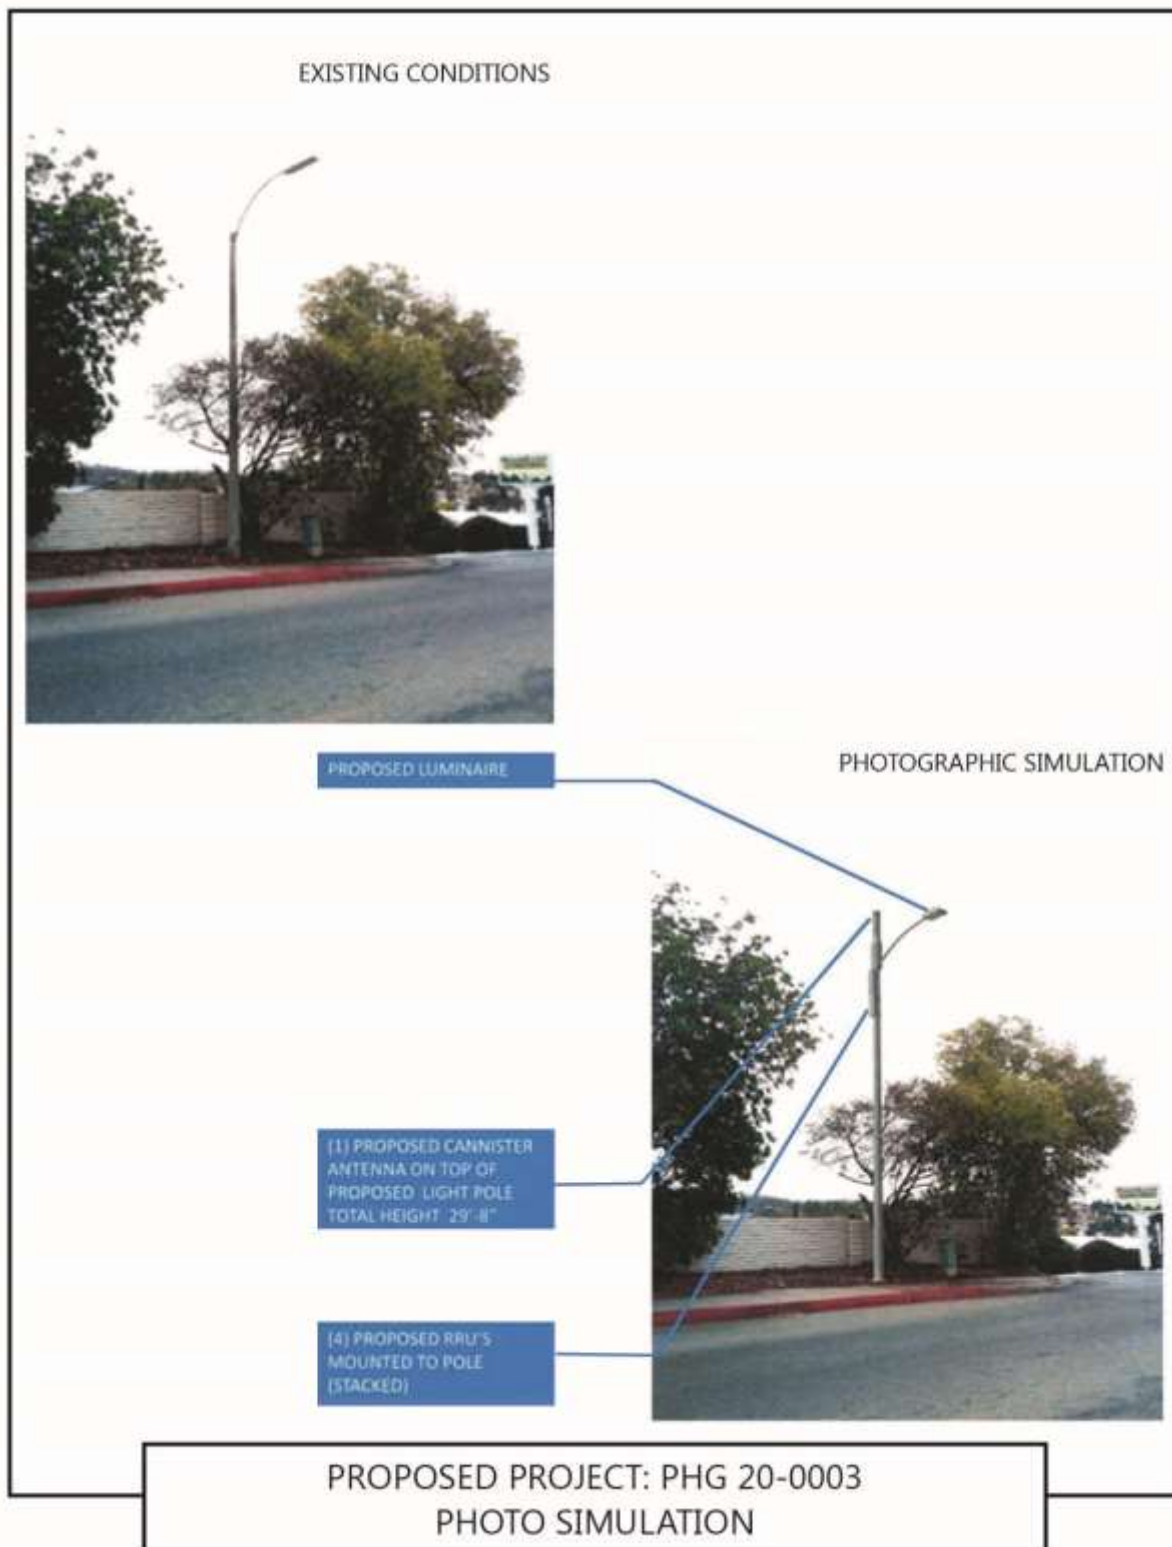 EXISTING CONDITIONS
PROPOSED LUMINAIRE
PHOTOGRAPHIC SIMULATION
(1) PROPOSED CANNISTER
ANTENNA ON TOP OF
PROPOSED LIGHT POLE
TOTAL HEIGHT 29'-8"
(4) PROPOSED RRU'S
MOUNTED TO POLE
(STACKED)
PROPOSED PROJECT: PHG 20-0003
PHOTO SIMULATION